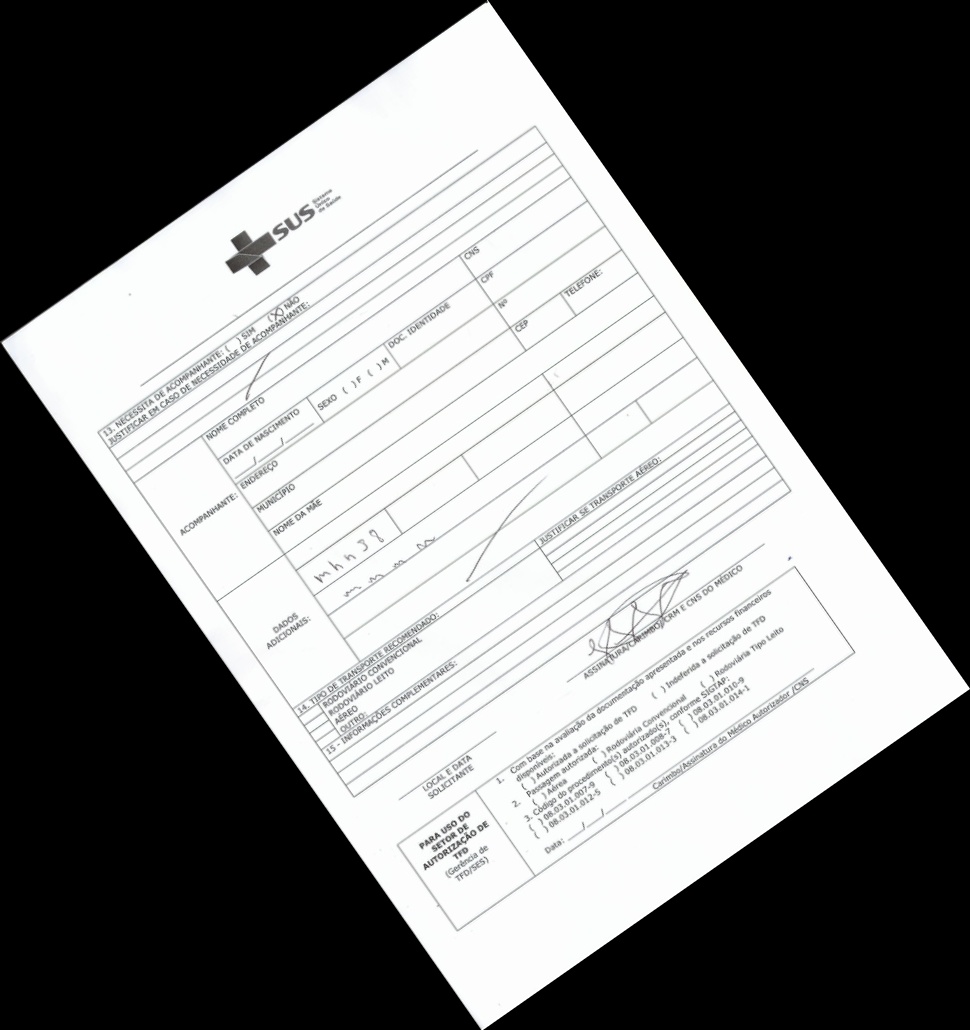 SUS Sistema
Único
de Saúde
13. NECESSITA DE ACOMPANHANTE: ( ) SIM (X) NÃO
JUSTIFICAR EM CASO DE NECESSIDADE DE ACOMPANHANTE:
ACOMPANHANTE:
NOME COMPLETO
CNS
DATA DE NASCIMENTO
__/__/____
SEXO ( ) F ( ) M
DOC. IDENTIDADE
CPF
ENDEREÇO
Nº
MUNICÍPIO
CEP
TELEFONE:
NOME DA MÃE
DADOS
ADICIONAIS:
14. TIPO DE TRANSPORTE RECOMENDADO:
JUSTIFICAR SE TRANSPORTE AÉREO:
RODOVIÁRIO CONVENCIONAL
RODOVIÁRIO LEITO
AÉREO
OUTRO:
15 - INFORMAÇÕES COMPLEMENTARES:
LOCAL E DATA
SOLICITANTE
ASSINATURA/CARIMBO/CRM E CNS DO MÉDICO
PARA USO DO
SETOR DE
AUTORIZAÇÃO DE
TFD
(Gerência de
TFD/SES)
1. Com base na avaliação da documentação apresentada e nos recursos financeiros
disponíveis:
( ) Autorizada a solicitação de TFD ( ) Indeferida a solicitação de TFD
2. Passagem autorizada:
( ) Aérea ( ) Rodoviária Convencional ( ) Rodoviária Tipo Leito
3. Código do procedimento(s) autorizado(s), conforme SIGTAP:
( ) 08.03.01.007-9 ( ) 08.03.01.008-7 ( ) 08.03.01.010-9
( ) 08.03.01.012-5 ( ) 08.03.01.013-3 ( ) 08.03.01.014-1
Data: __/__/____
Carimbo/Assinatura do Médico Autorizador /CNS